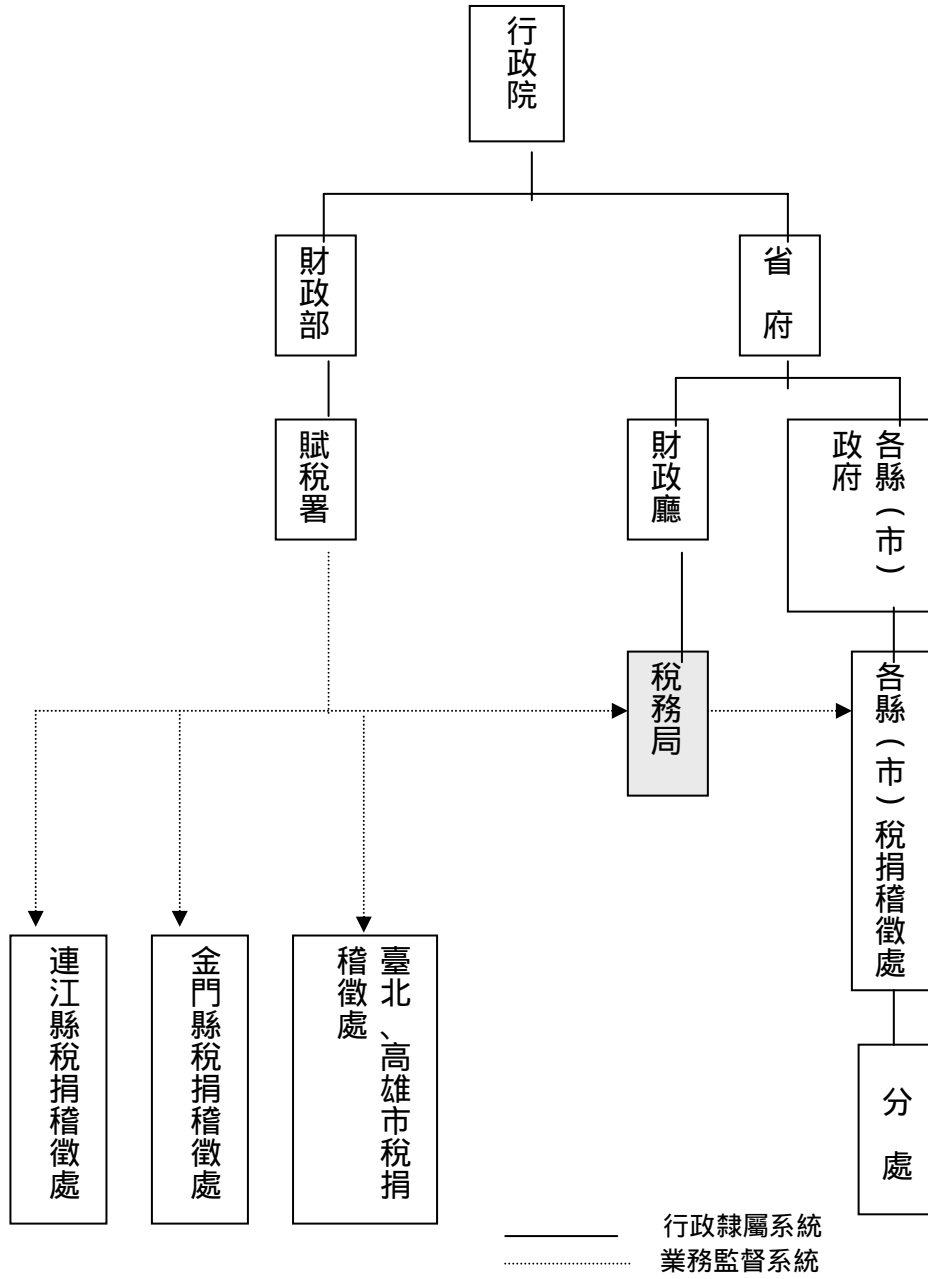 行政院
財政部
省府
賦稅署
財政廳
各縣（市）
政府
稅務局
各縣（市）稅捐稽徵處
連江縣稅捐稽徵處
金門縣稅捐稽徵處
臺北、高雄市稅捐
稽徵處
分處
行政隸屬系統
業務監督系統